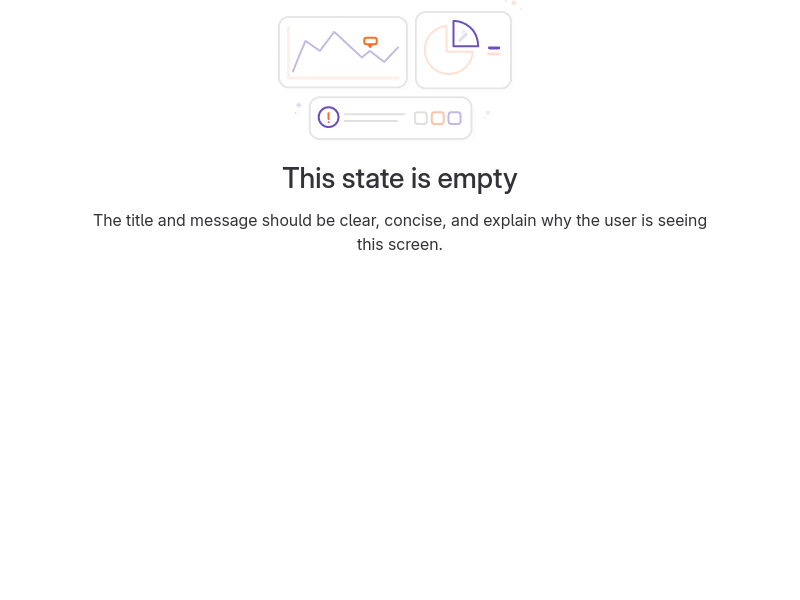 This state is empty
The title and message should be clear, concise, and explain why the user is seeing
this screen.